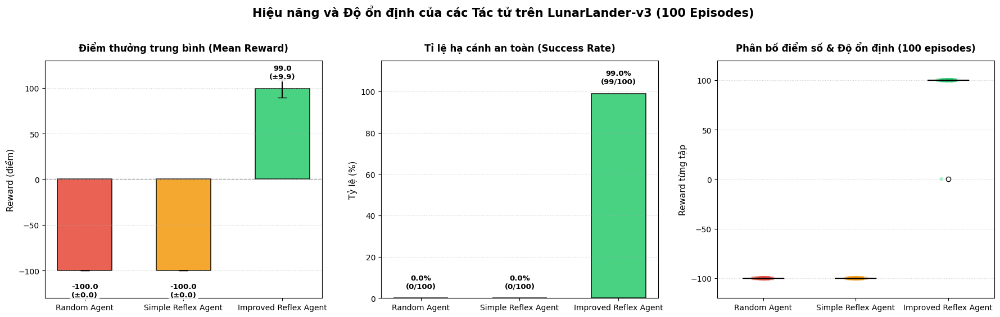 Hiệu năng và Độ ổn định của các Tác tử trên LunarLander-v3 (100 Episodes)
Điểm thưởng trung bình (Mean Reward)
Reward (điểm)
100
50
0
−50
−100
99.0
(±9.9)
-100.0
(±0.0)
-100.0
(±0.0)
Random Agent
Simple Reflex Agent
Improved Reflex Agent
Tỉ lệ hạ cánh an toàn (Success Rate)
Tỷ lệ (%)
100
80
60
40
20
0
0.0%
(0/100)
0.0%
(0/100)
99.0%
(99/100)
Random Agent
Simple Reflex Agent
Improved Reflex Agent
Phân bố điểm số & Độ ổn định (100 episodes)
Reward từng tập
100
50
0
−50
−100
Random Agent
Simple Reflex Agent
Improved Reflex Agent